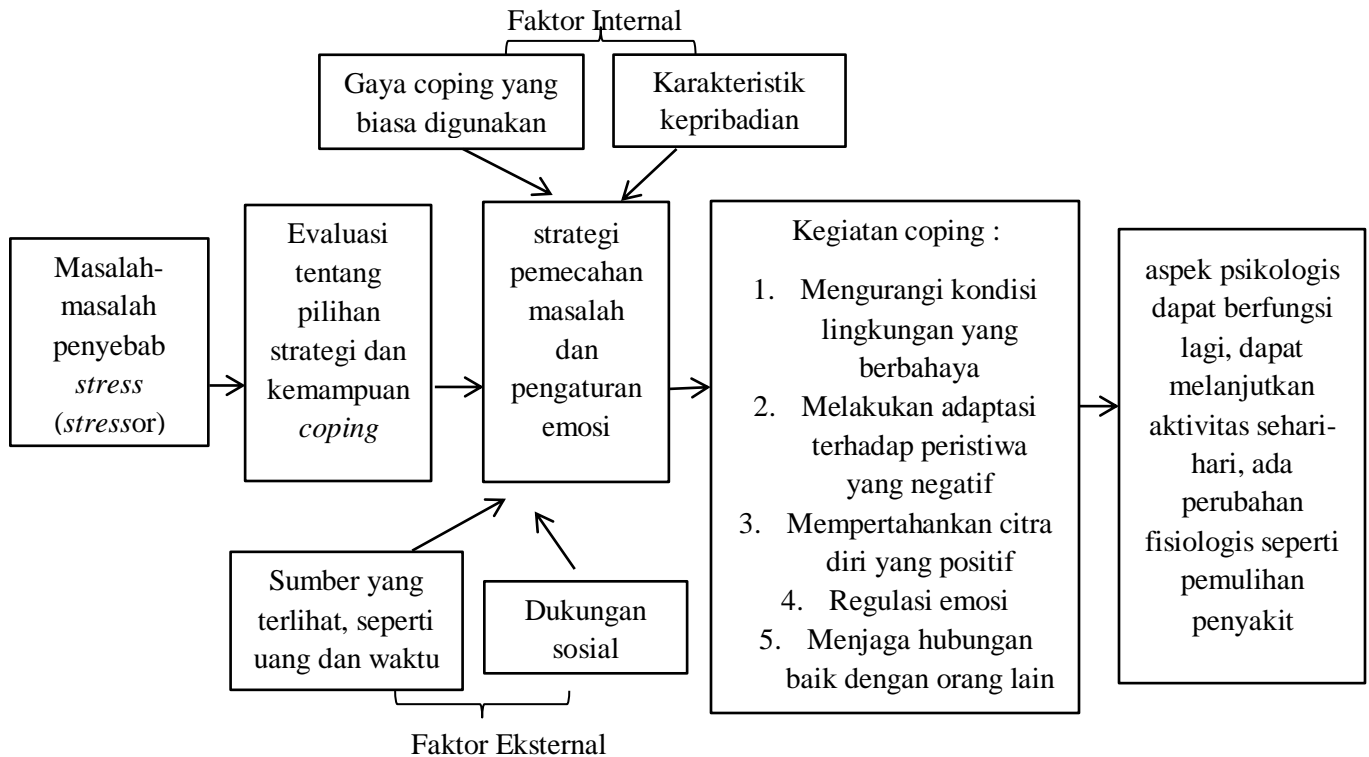 Faktor Internal
Gaya coping yang
biasa digunakan
Karakteristik
kepribadian
Masalah-
masalah
penyebab
stress
(stressor)
Evaluasi
tentang
pilihan
strategi dan
kemampuan
coping
strategi
pemecahan
masalah
dan
pengaturan
emosi
Kegiatan coping :
1. Mengurangi kondisi
lingkungan yang
berbahaya
2. Melakukan adaptasi
terhadap peristiwa
yang negatif
3. Mempertahankan citra
diri yang positif
4. Regulasi emosi
5. Menjaga hubungan
baik dengan orang lain
aspek psikologis
dapat berfungsi
lagi, dapat
melanjutkan
aktivitas sehari-
hari, ada
perubahan
fisiologis seperti
pemulihan
penyakit
Sumber yang
terlihat, seperti
uang dan waktu
Dukungan
sosial
Faktor Eksternal